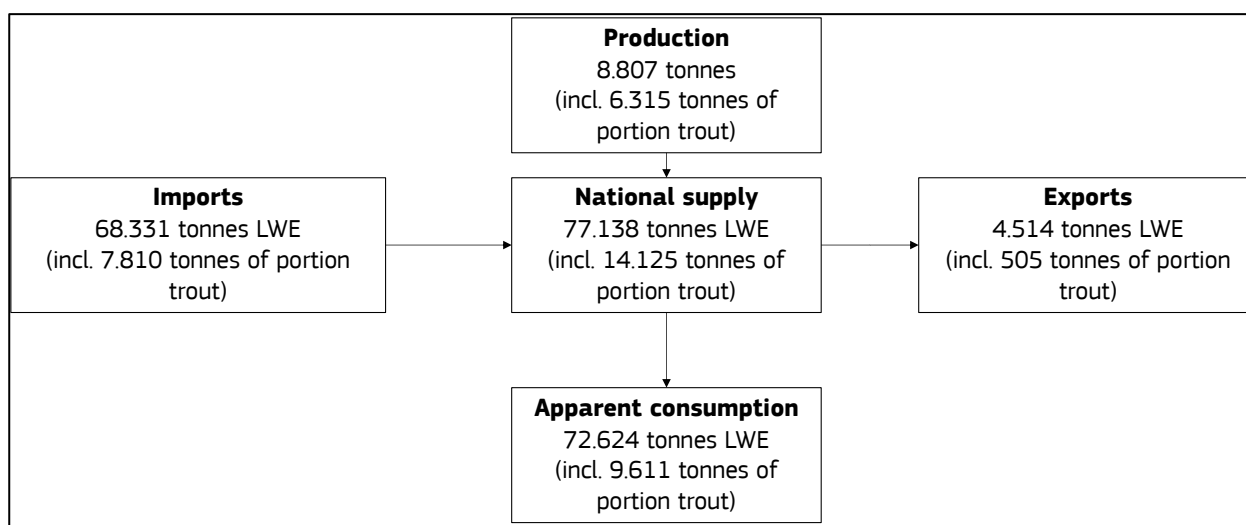 Production
8.807 tonnes
(incl. 6.315 tonnes of
portion trout)
Imports
68.331 tonnes LWE
(incl. 7.810 tonnes of portion
trout)
National supply
77.138 tonnes LWE
(incl. 14.125 tonnes of
portion trout)
Exports
4.514 tonnes LWE
(incl. 505 tonnes of portion
trout)
Apparent consumption
72.624 tonnes LWE
(incl. 9.611 tonnes of
portion trout)